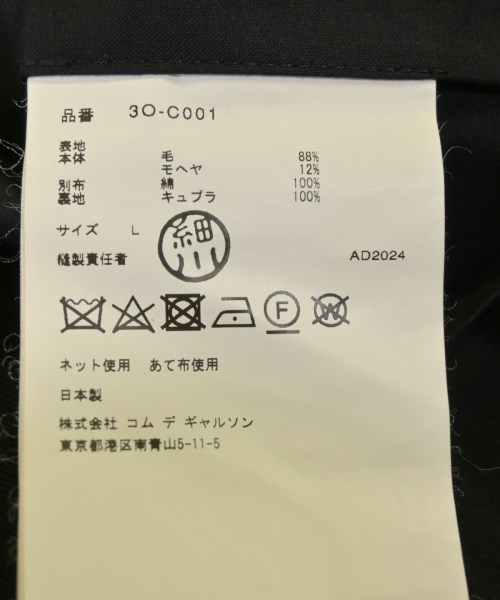 品番 3O-C001
表地
本体 毛 88%
モヘヤ 12%
別布 綿 100%
裏地 キュプラ 100%
サイズ L
細川
縫製責任者 AD2024
F W
ネット使用 あて布使用
日本製
株式会社 コム デ ギャルソン
東京都港区南青山5-11-5